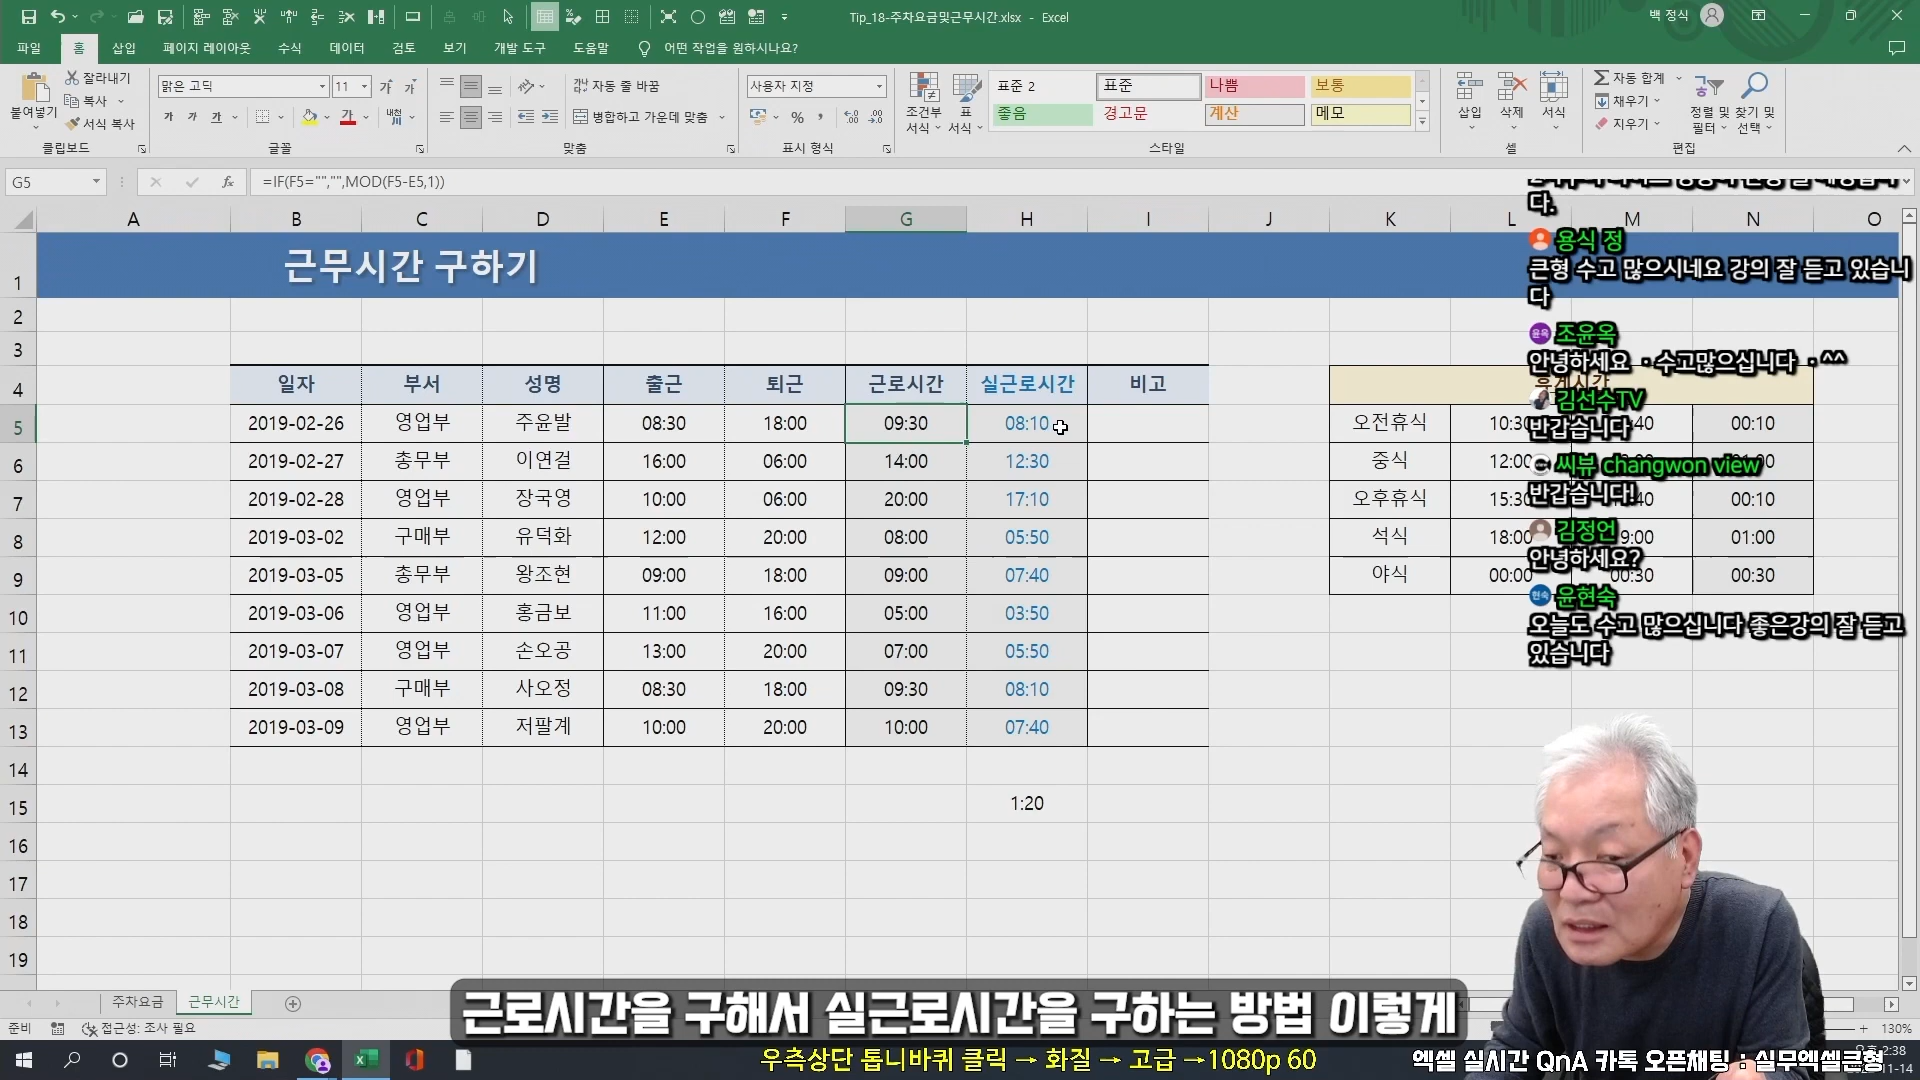 Tip_18-주차요금및근무시간.xlsx - Excel
백 정식
파일 홈 삽입 페이지 레이아웃 수식 데이터 검토 보기 개발 도구 도움말 어떤 작업을 원하시나요?
붙여넣기
잘라내기
복사
서식 복사
클립보드
맑은 고딕 11
가 가 가
글꼴
자동 줄 바꿈
병합하고 가운데 맞춤
맞춤
사용자 지정
%
표시 형식
조건부 서식
표 서식
표준 2 표준 나쁨 보통
좋음 경고문 계산 메모
스타일
삽입 삭제 서식
셀
자동 합계
채우기
지우기
정렬 및 필터
찾기 및 선택
편집
G5 fx =IF(F5="","",MOD(F5-E5,1))
A B C D E F G H I J K L M N O
1 근무시간 구하기
2
3
4 일자 부서 성명 출근 퇴근 근로시간 실근로시간 비고
5 2019-02-26 영업부 주윤발 08:30 18:00 09:30 08:10 오전휴식 00:10
6 2019-02-27 총무부 이연걸 16:00 06:00 14:00 12:30 중식
7 2019-02-28 영업부 장국영 10:00 06:00 20:00 17:10 오후휴식 00:10
8 2019-03-02 구매부 유덕화 12:00 20:00 08:00 05:50 석식 01:00
9 2019-03-05 총무부 왕조현 09:00 18:00 09:00 07:40 야식 00:00 00:30 00:30
10 2019-03-06 영업부 홍금보 11:00 16:00 05:00 03:50
11 2019-03-07 영업부 손오공 13:00 20:00 07:00 05:50
12 2019-03-08 구매부 사오정 08:30 18:00 09:30 08:10
13 2019-03-09 영업부 저팔계 10:00 20:00 10:00 07:40
14
15 1:20
16
17
18
19
다.
용식 정
큰형 수고 많으시네요 강의 잘 듣고 있습니
다
조윤옥
안녕하세요 ㆍ수고많으십니다 ㆍ^^
김선수TV
반갑습니다
씨뷰 changwon view
반갑습니다!
김정언
안녕하세요?
윤현숙
오늘도 수고 많으십니다 좋은강의 잘 듣고
있습니다
주차요금 근무시간
준비 접근성: 조사 필요
130%
근로시간을 구해서 실근로시간을 구하는 방법 이렇게
우측상단 톱니바퀴 클릭 → 화질 → 고급 →1080p 60
엑셀 실시간 QnA 카톡 오픈채팅 : 실무엑셀큰형